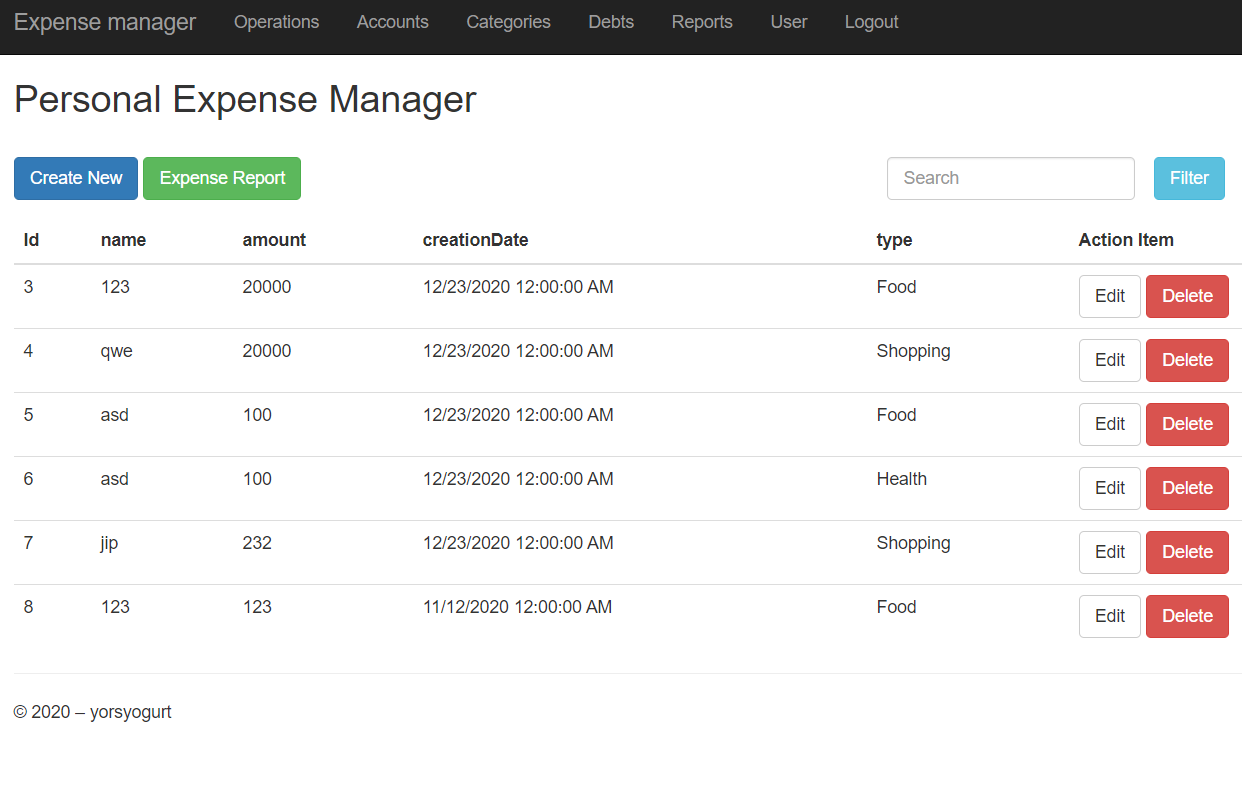 Expense manager Operations Accounts Categories Debts Reports User Logout
Personal Expense Manager
Create New Expense Report Search Filter
Id name amount creationDate type Action Item
3 123 20000 12/23/2020 12:00:00 AM Food Edit Delete
4 qwe 20000 12/23/2020 12:00:00 AM Shopping Edit Delete
5 asd 100 12/23/2020 12:00:00 AM Food Edit Delete
6 asd 100 12/23/2020 12:00:00 AM Health Edit Delete
7 jip 232 12/23/2020 12:00:00 AM Shopping Edit Delete
8 123 123 11/12/2020 12:00:00 AM Food Edit Delete
© 2020 – yorsyogurt